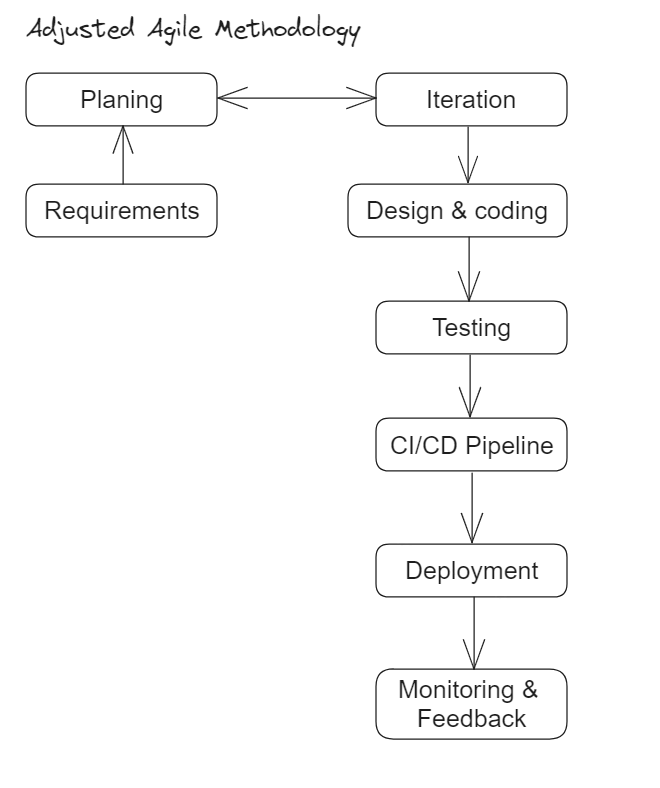 Adjusted Agile Methodology
Planing
Iteration
Requirements
Design & coding
Testing
CI/CD Pipeline
Deployment
Monitoring &
Feedback